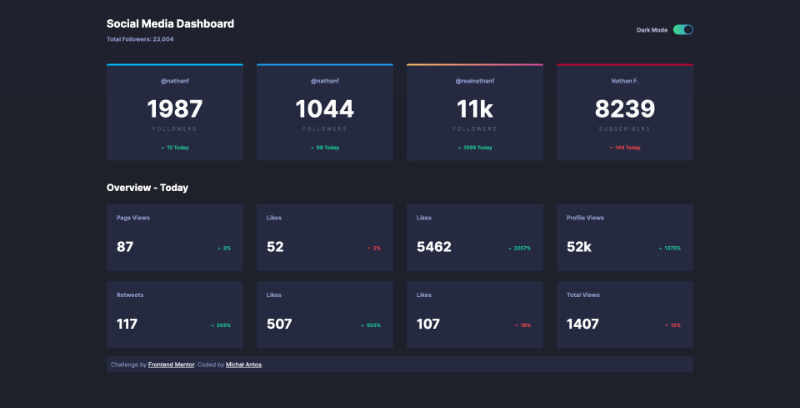 Social Media Dashboard
Total Followers: 23,004
Dark Mode
@nathanf
1987
FOLLOWERS
12 Today
@nathanf
1044
FOLLOWERS
99 Today
@realnathanf
11k
FOLLOWERS
1099 Today
Nathan F.
8239
SUBSCRIBERS
144 Today
Overview - Today
Page Views
87
3%
Likes
52
2%
Likes
5462
2257%
Profile Views
52k
1375%
Retweets
117
303%
Likes
507
553%
Likes
107
19%
Total Views
1407
12%
Challenge by Frontend Mentor. Coded by Michał Antos.